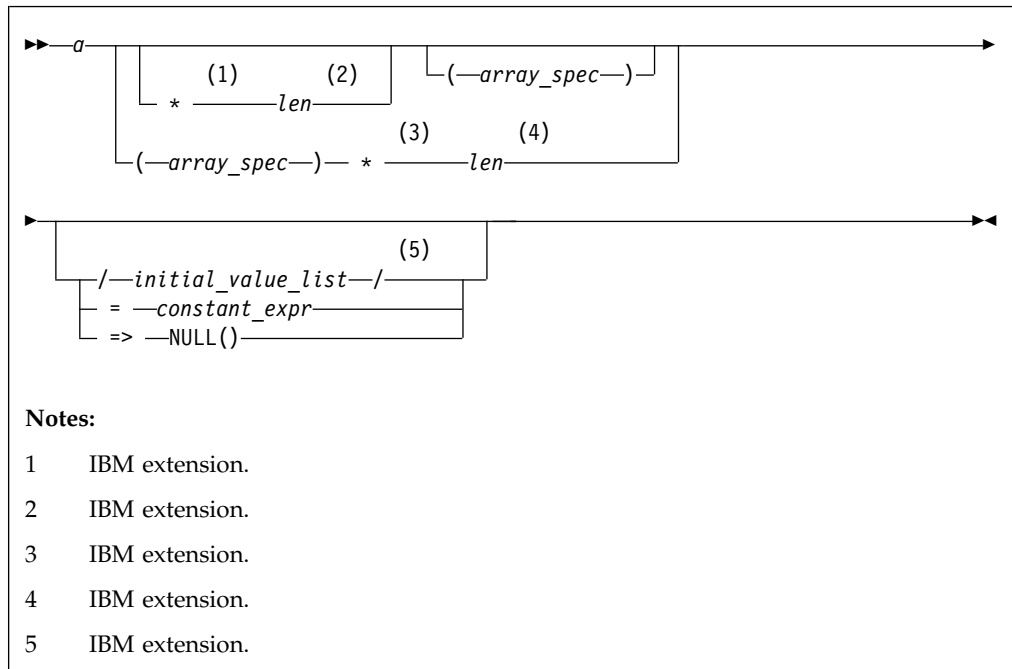 a
(1) (2)
* len ( array_spec )
(3) (4)
( array_spec ) * len
(5)
/ initial_value_list /
= constant_expr
=> NULL()
Notes:
1 IBM extension.
2 IBM extension.
3 IBM extension.
4 IBM extension.
5 IBM extension.